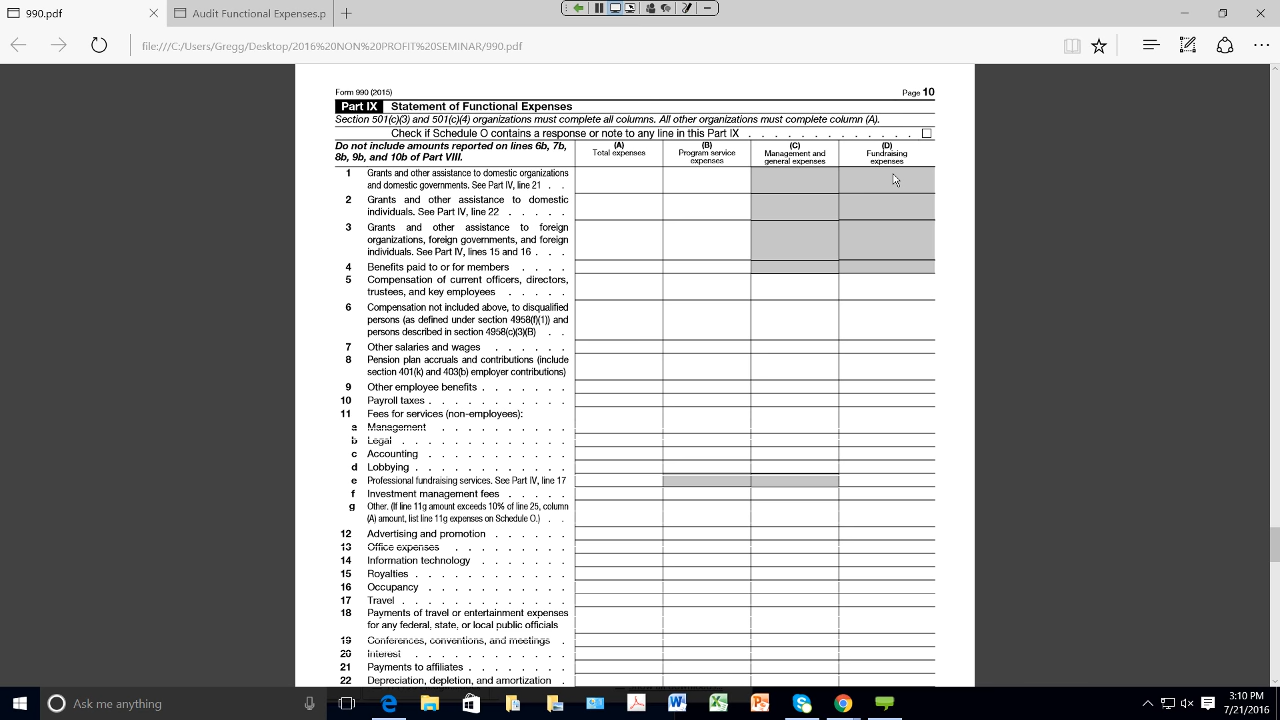 990.pdf
Audit Functional Expenses.
file:///C:/Users/Gregg/Desktop/2016%20NON%20PROFIT%20SEMINAR/990.pdf
Form 990 (2015) Page 10
Part IX Statement of Functional Expenses
Section 501(c)(3) and 501(c)(4) organizations must complete all columns. All other organizations must complete column (A).
Check if Schedule O contains a response or note to any line in this Part IX . . . . . . . . . . . . .
Do not include amounts reported on lines 6b, 7b, 8b, 9b, and 10b of Part VIII.
(A) Total expenses
(B) Program service expenses
(C) Management and general expenses
(D) Fundraising expenses
1 Grants and other assistance to domestic organizations
and domestic governments. See Part IV, line 21 . .
2 Grants and other assistance to domestic
individuals. See Part IV, line 22 . . . . .
3 Grants and other assistance to foreign
organizations, foreign governments, and foreign
individuals. See Part IV, lines 15 and 16 . . .
4 Benefits paid to or for members . . . .
5 Compensation of current officers, directors,
trustees, and key employees . . . . .
6 Compensation not included above, to disqualified
persons (as defined under section 4958(f)(1)) and
persons described in section 4958(c)(3)(B) . .
7 Other salaries and wages . . . . . .
8 Pension plan accruals and contributions (include
section 401(k) and 403(b) employer contributions)
9 Other employee benefits . . . . . . .
10 Payroll taxes . . . . . . . . . . .
11 Fees for services (non-employees):
a Management . . . . . . . . . .
b Legal . . . . . . . . . . . .
c Accounting . . . . . . . . . . .
d Lobbying . . . . . . . . . . . .
e Professional fundraising services. See Part IV, line 17
f Investment management fees . . . . .
g Other. (If line 11g amount exceeds 10% of line 25, column
(A) amount, list line 11g expenses on Schedule O.) . .
12 Advertising and promotion . . . . . .
13 Office expenses . . . . . . . . .
14 Information technology . . . . . . .
15 Royalties . . . . . . . . . . . .
16 Occupancy . . . . . . . . . . .
17 Travel . . . . . . . . . . . . .
18 Payments of travel or entertainment expenses
for any federal, state, or local public officials
19 Conferences, conventions, and meetings .
20 Interest . . . . . . . . . . . .
21 Payments to affiliates . . . . . . . .
22 Depreciation, depletion, and amortization .
Ask me anything
3:10 PM
7/21/2016